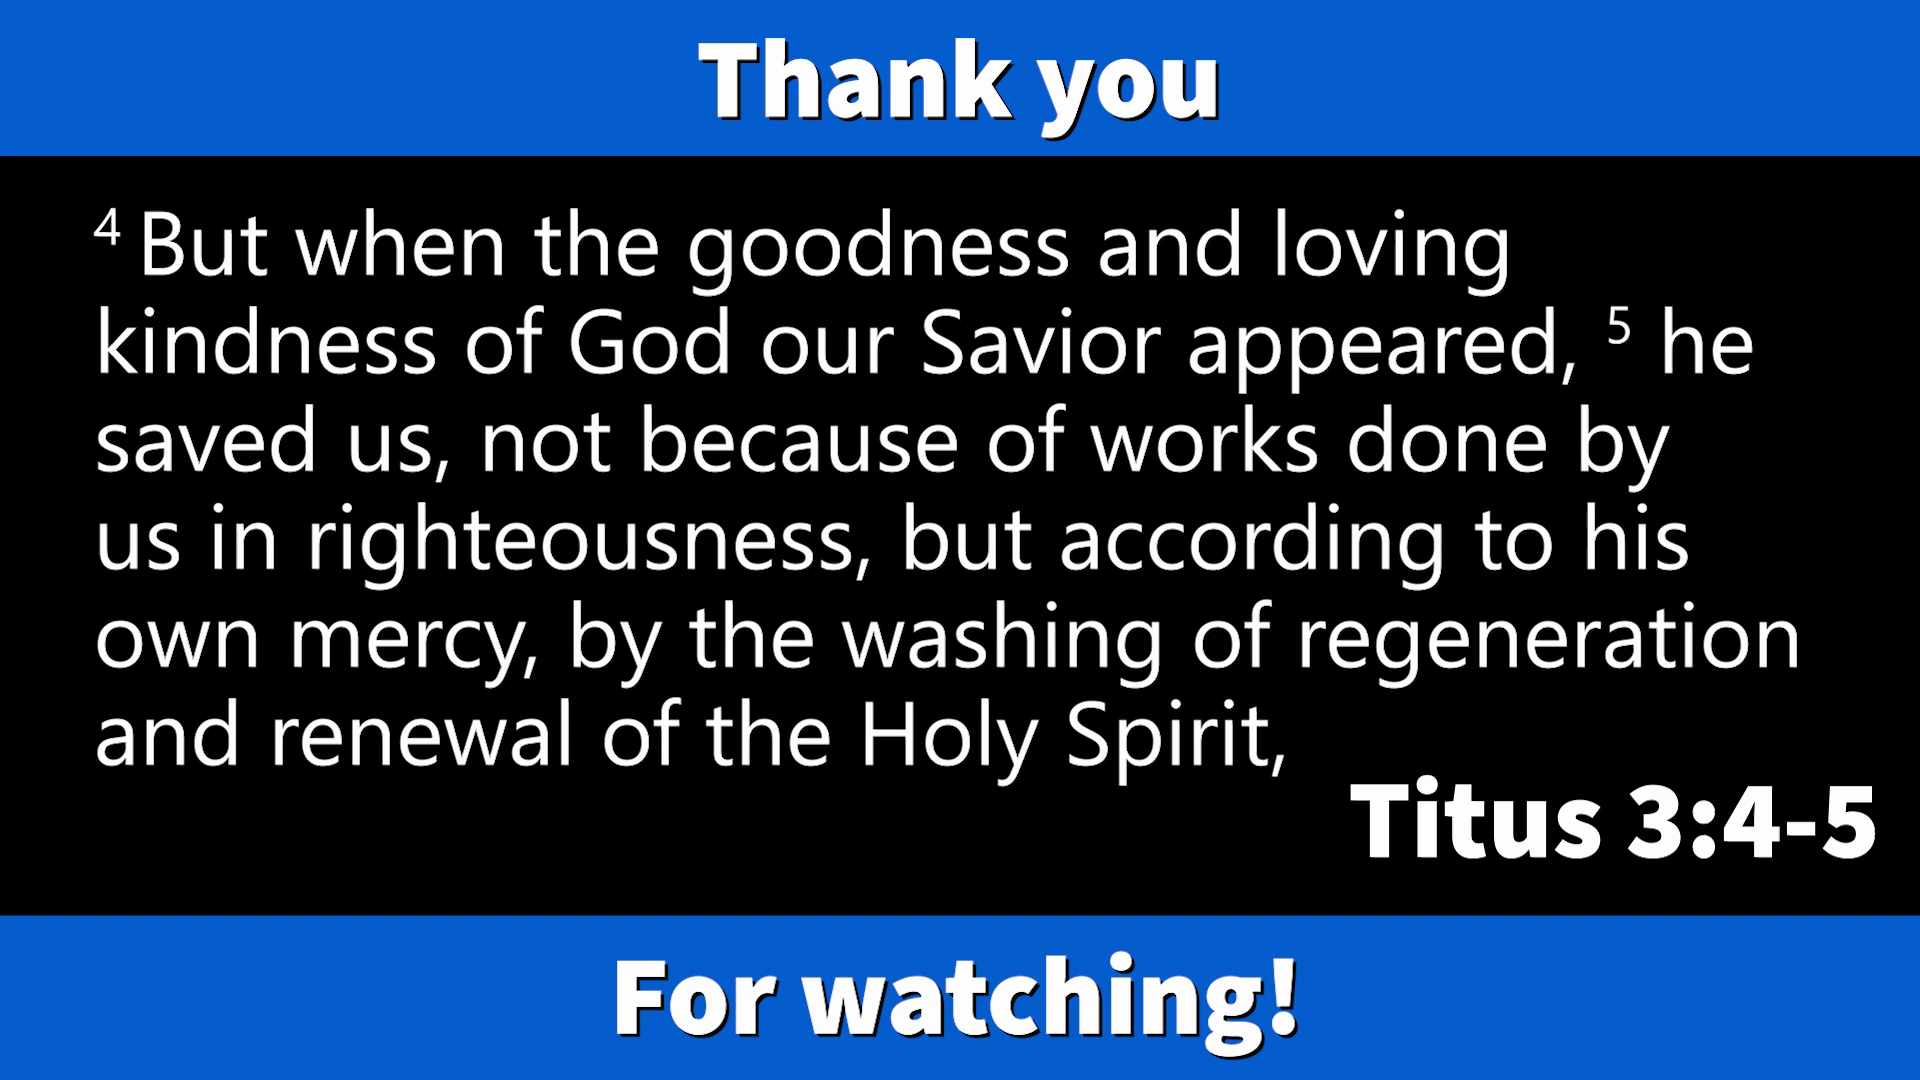 Thank you
⁴ But when the goodness and loving
kindness of God our Savior appeared, ⁵ he
saved us, not because of works done by
us in righteousness, but according to his
own mercy, by the washing of regeneration
and renewal of the Holy Spirit,
Titus 3:4-5
For watching!